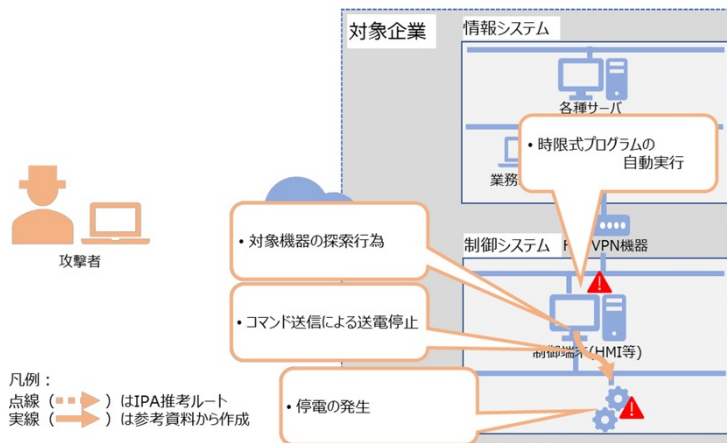 対象企業
情報システム
各種サーバ
・時限式プログラムの
自動実行
業務
攻撃者
・対象機器の探索行為
制御システム
VPN機器
・コマンド送信による送電停止
制御端末(HMI等)
・停電の発生
凡例：
点線（ ）はIPA推考ルート
実線（ ）は参考資料から作成